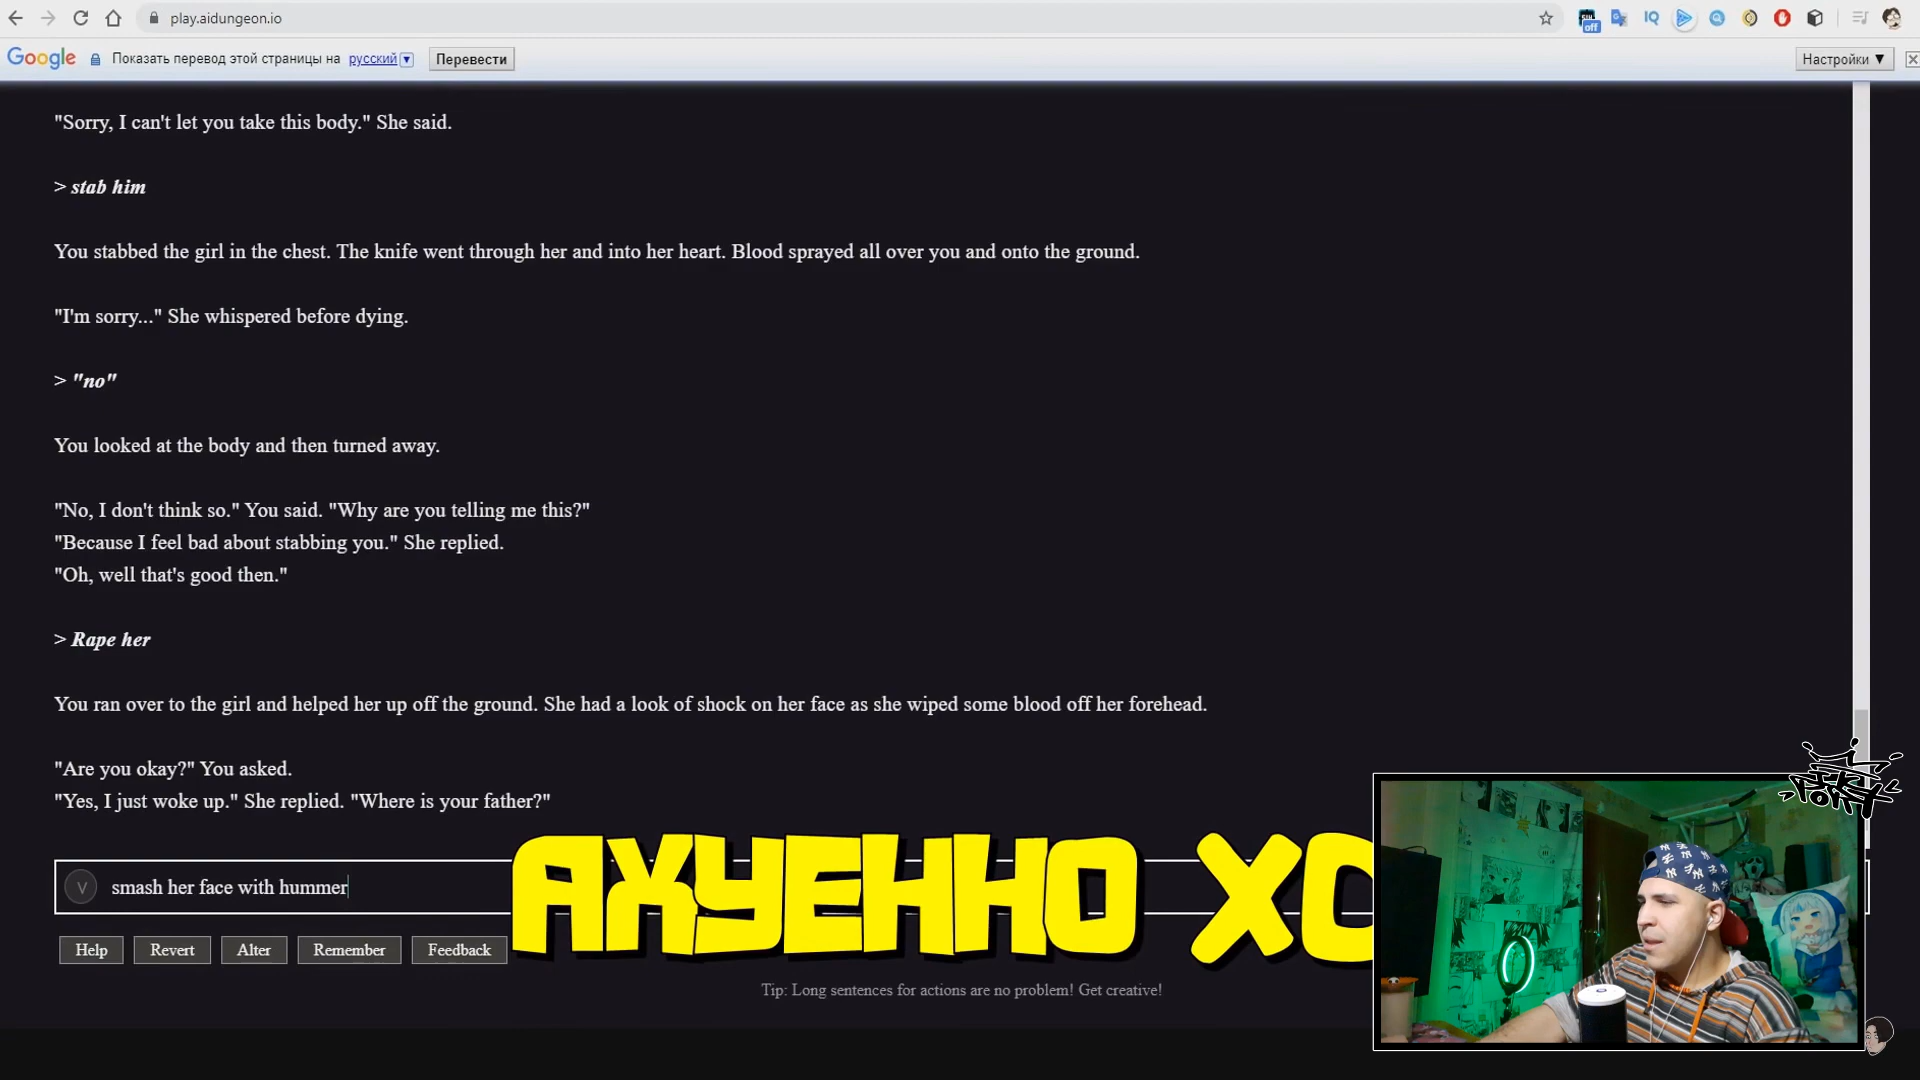 play.aidungeon.io
off
Google Показать перевод этой страницы на русский Перевести Настройки
"Sorry, I can't let you take this body." She said.
> stab him
You stabbed the girl in the chest. The knife went through her and into her heart. Blood sprayed all over you and onto the ground.
"I'm sorry..." She whispered before dying.
> "no"
You looked at the body and then turned away.
"No, I don't think so." You said. "Why are you telling me this?"
"Because I feel bad about stabbing you." She replied.
"Oh, well that's good then."
> Rape her
You ran over to the girl and helped her up off the ground. She had a look of shock on her face as she wiped some blood off her forehead.
"Are you okay?" You asked.
"Yes, I just woke up." She replied. "Where is your father?"
V smash her face with hummer
АХУЕННО ХО
Help Revert Alter Remember Feedback
Tip: Long sentences for actions are no problem! Get creative!